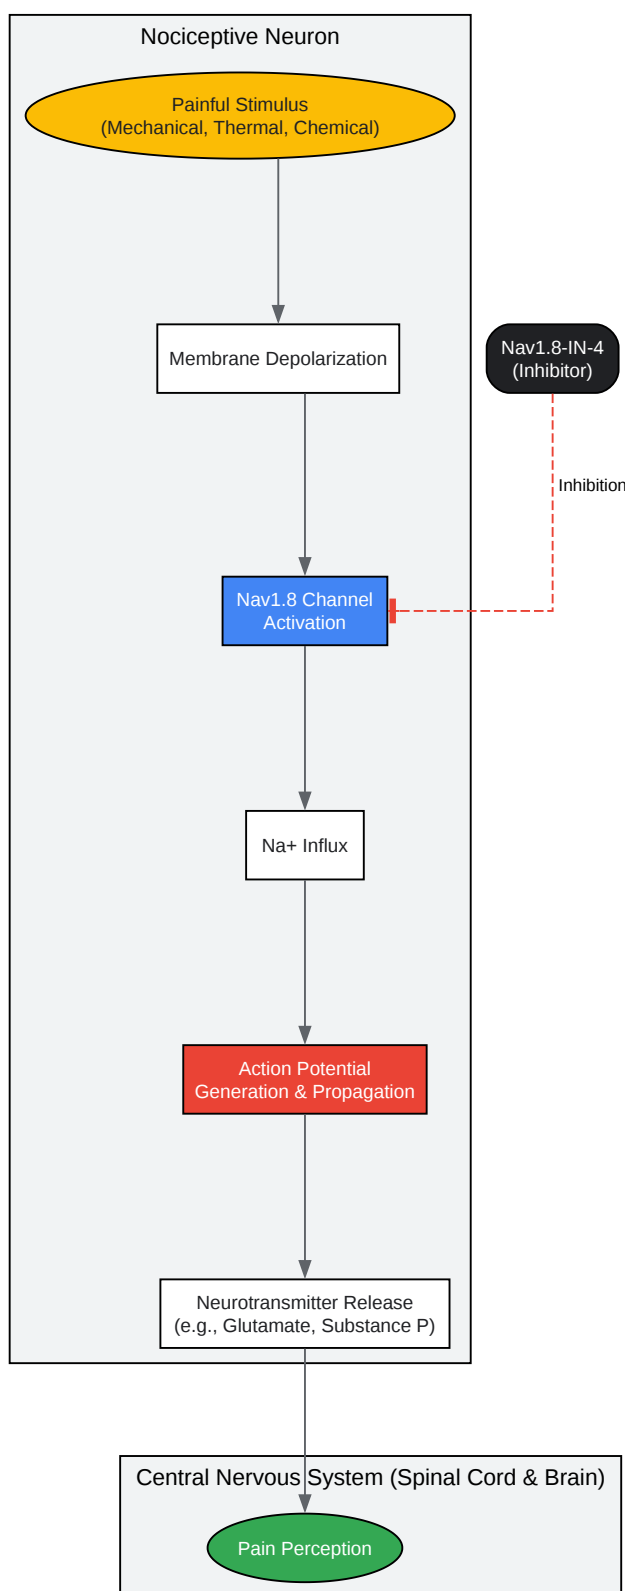 Nociceptive Neuron
Painful Stimulus
(Mechanical, Thermal, Chemical)
Membrane Depolarization
Nav1.8-IN-4
(Inhibitor)
Inhibition
Nav1.8 Channel
Activation
Na+ Influx
Action Potential
Generation & Propagation
Neurotransmitter Release
(e.g., Glutamate, Substance P)
Central Nervous System (Spinal Cord & Brain)
Pain Perception